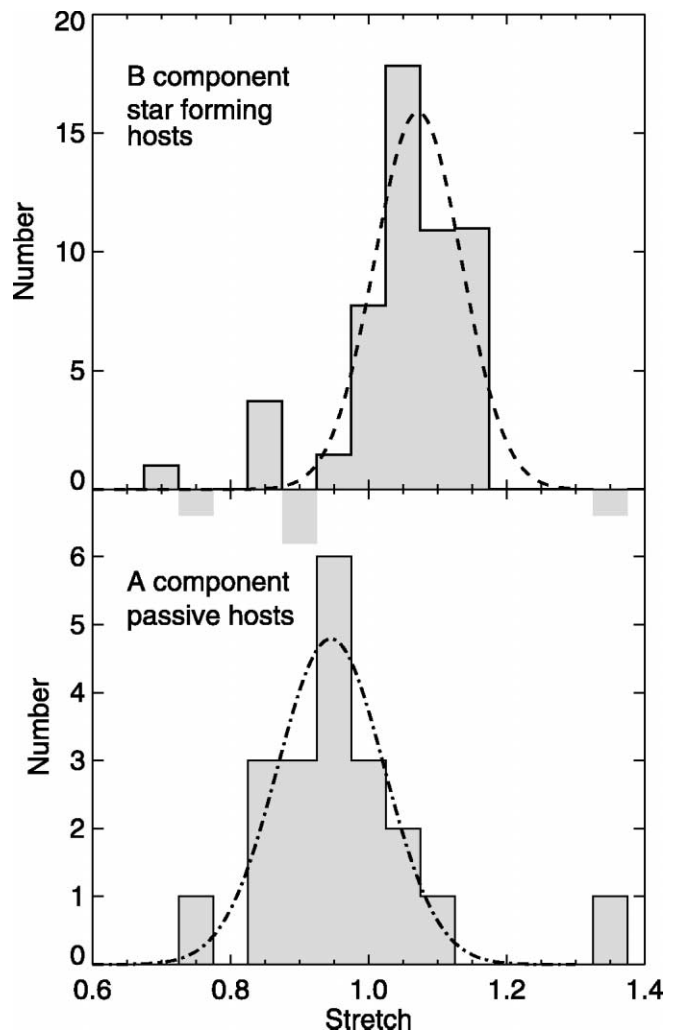 20
B component
star forming
hosts
15
Number
10
5
0
6
A component
passive hosts
5
4
Number
3
2
1
0
0.6 0.8 1.0 1.2 1.4
Stretch